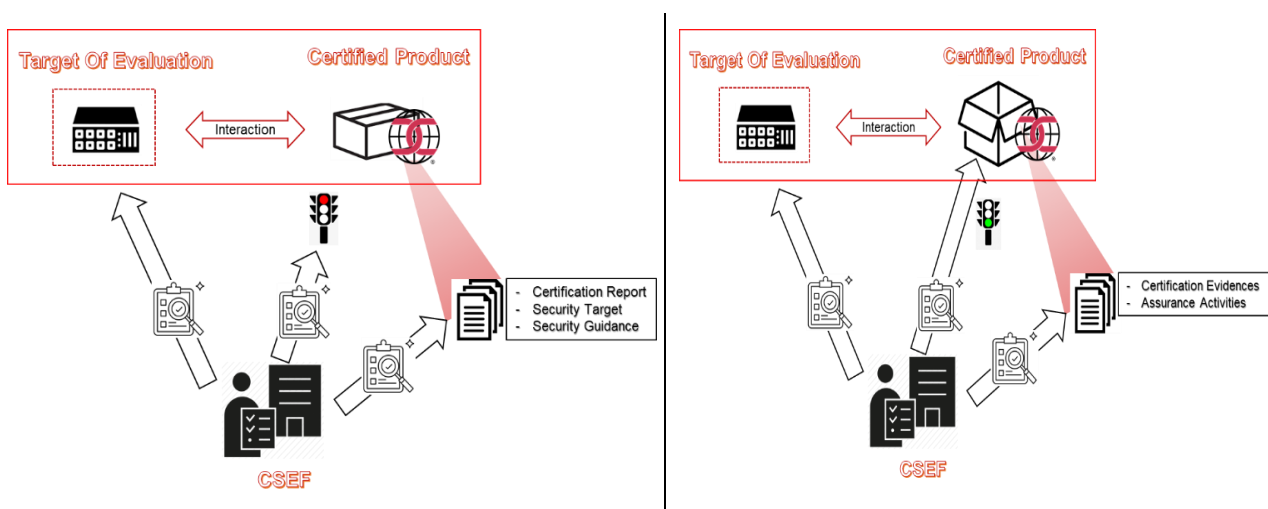 Target Of Evaluation
Certified Product
Interaction
- Certification Report
- Security Target
- Security Guidance
CSEF
Target Of Evaluation
Certified Product
Interaction
- Certification Evidences
- Assurance Activities
CSEF